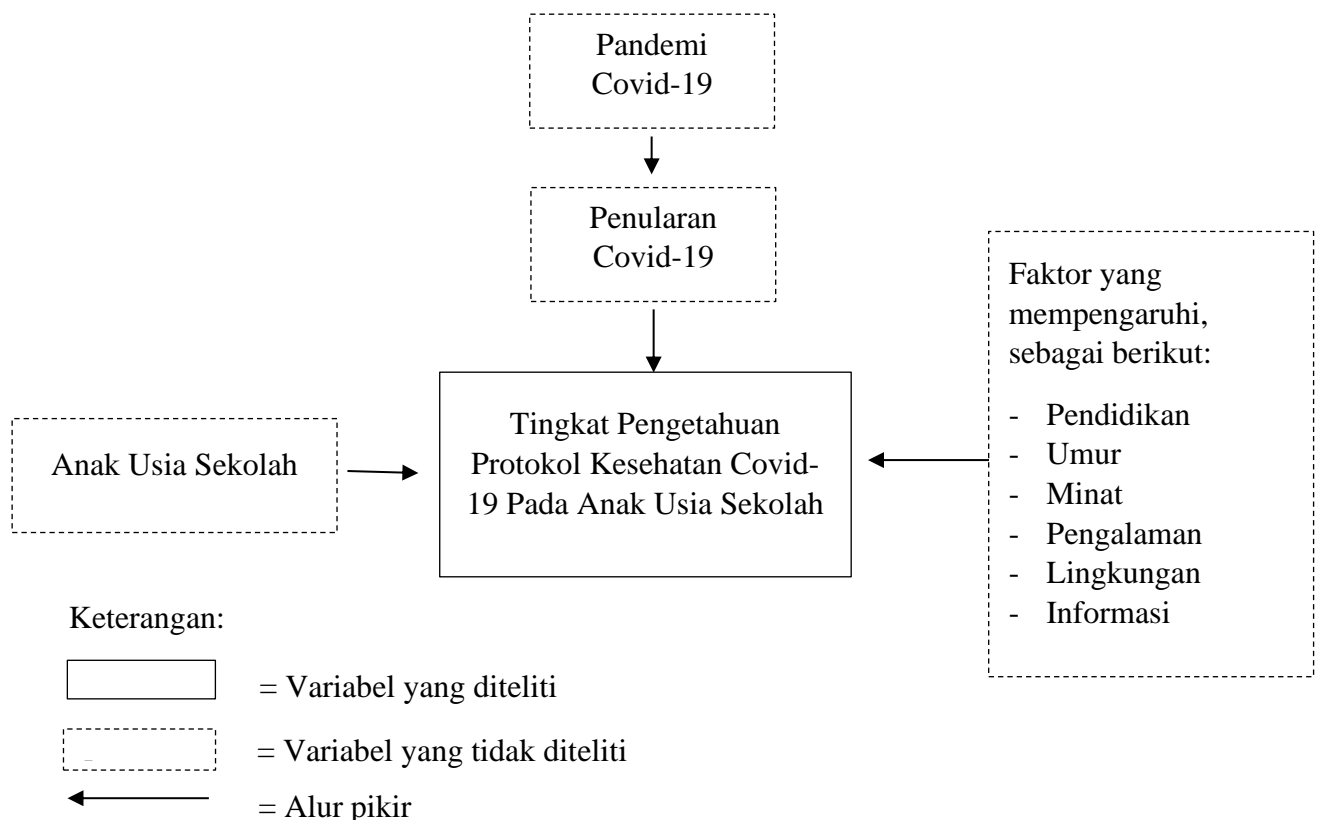 Pandemi
Covid-19
Penularan
Covid-19
Faktor yang
mempengaruhi,
sebagai berikut:
- Pendidikan
- Umur
- Minat
- Pengalaman
- Lingkungan
- Informasi
Anak Usia Sekolah
Tingkat Pengetahuan
Protokol Kesehatan Covid-
19 Pada Anak Usia Sekolah
Keterangan:
= Variabel yang diteliti
= Variabel yang tidak diteliti
= Alur pikir